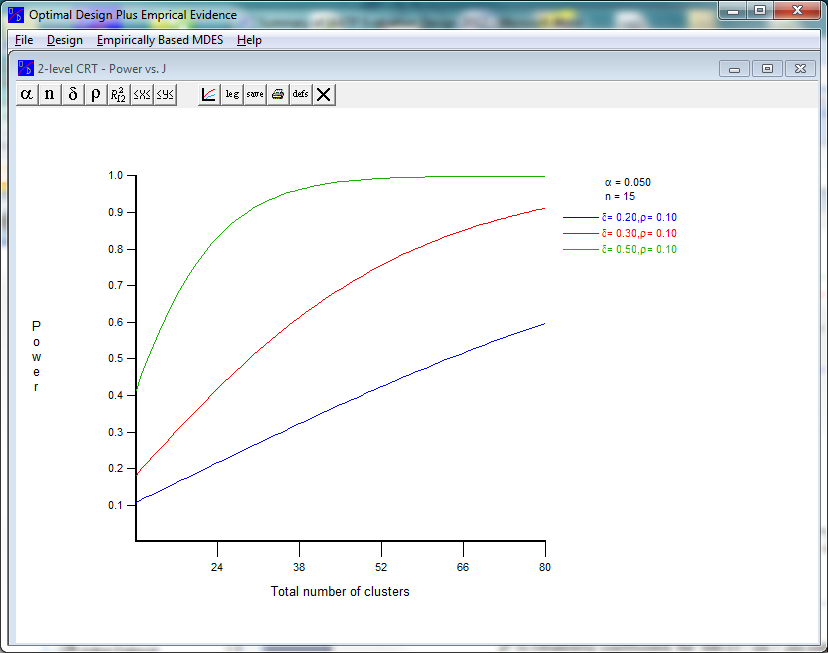 Optimal Design Plus Emprical Evidence
File Design Empirically Based MDES Help
2-level CRT - Power vs. J
α n δ ρ R²L2 ≤X≤ ≤Y≤ leg save defs
α = 0.050
n = 15
δ= 0.20,ρ= 0.10
δ= 0.30,ρ= 0.10
δ= 0.50,ρ= 0.10
Power
1.0
0.9
0.8
0.7
0.6
0.5
0.4
0.3
0.2
0.1
24 38 52 66 80
Total number of clusters